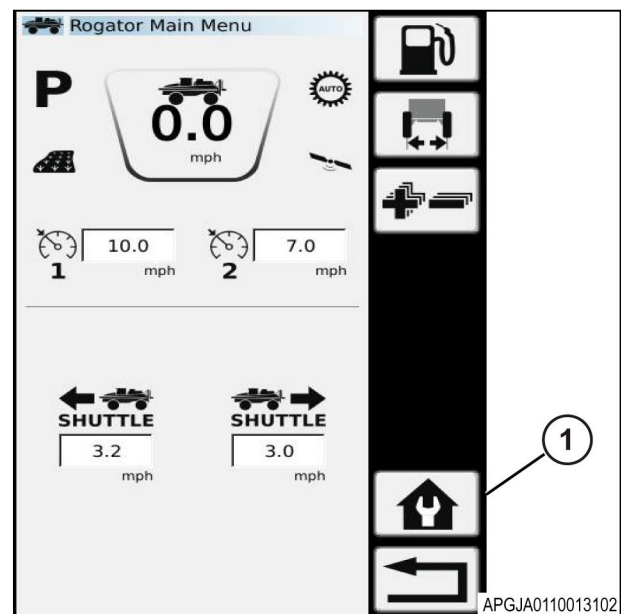 Rogator Main Menu
P
AUTO
0.0
mph
10.0
7.0
1
mph
2
mph
SHUTTLE
SHUTTLE
3.2
3.0
mph
mph
1
APGJA0110013102